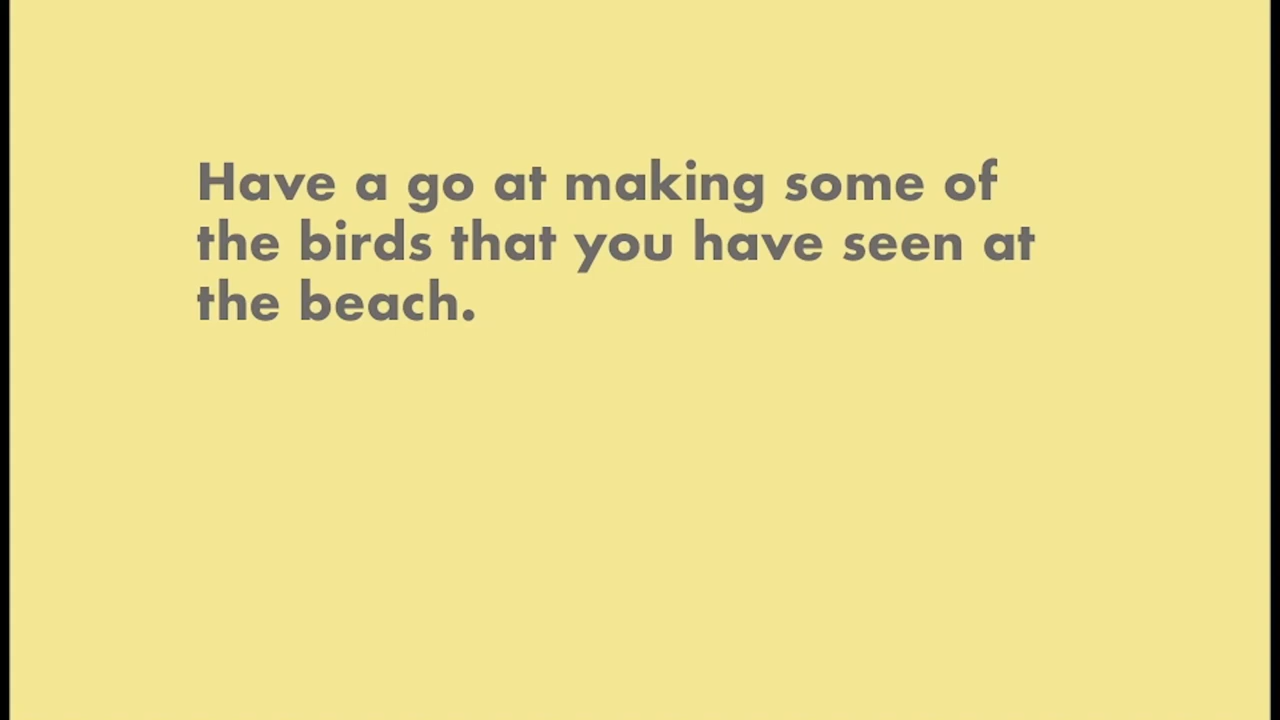 Have a go at making some of
the birds that you have seen at
the beach.